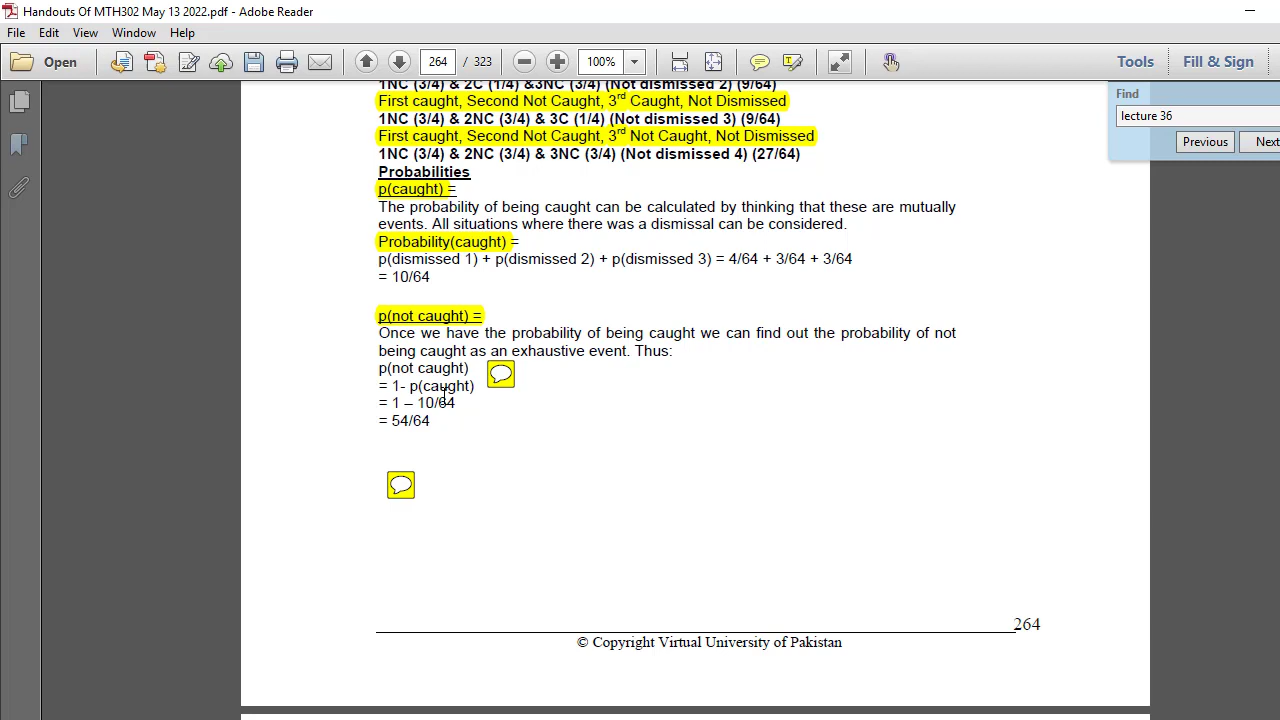 Handouts Of MTH302 May 13 2022.pdf - Adobe Reader
File Edit View Window Help
Open 264 / 323 100% Tools Fill & Sign
Find
lecture 36
Previous Next
1NC (3/4) & 2C (1/4) &3NC (3/4) (Not dismissed 2) (9/64)
First caught, Second Not Caught, 3rd Caught, Not Dismissed
1NC (3/4) & 2NC (3/4) & 3C (1/4) (Not dismissed 3) (9/64)
First caught, Second Not Caught, 3rd Not Caught, Not Dismissed
1NC (3/4) & 2NC (3/4) & 3NC (3/4) (Not dismissed 4) (27/64)
Probabilities
p(caught) =
The probability of being caught can be calculated by thinking that these are mutually
events. All situations where there was a dismissal can be considered.
Probability(caught) =
p(dismissed 1) + p(dismissed 2) + p(dismissed 3) = 4/64 + 3/64 + 3/64
= 10/64
p(not caught) =
Once we have the probability of being caught we can find out the probability of not
being caught as an exhaustive event. Thus:
p(not caught)
= 1- p(caught)
= 1 – 10/64
= 54/64
264
© Copyright Virtual University of Pakistan